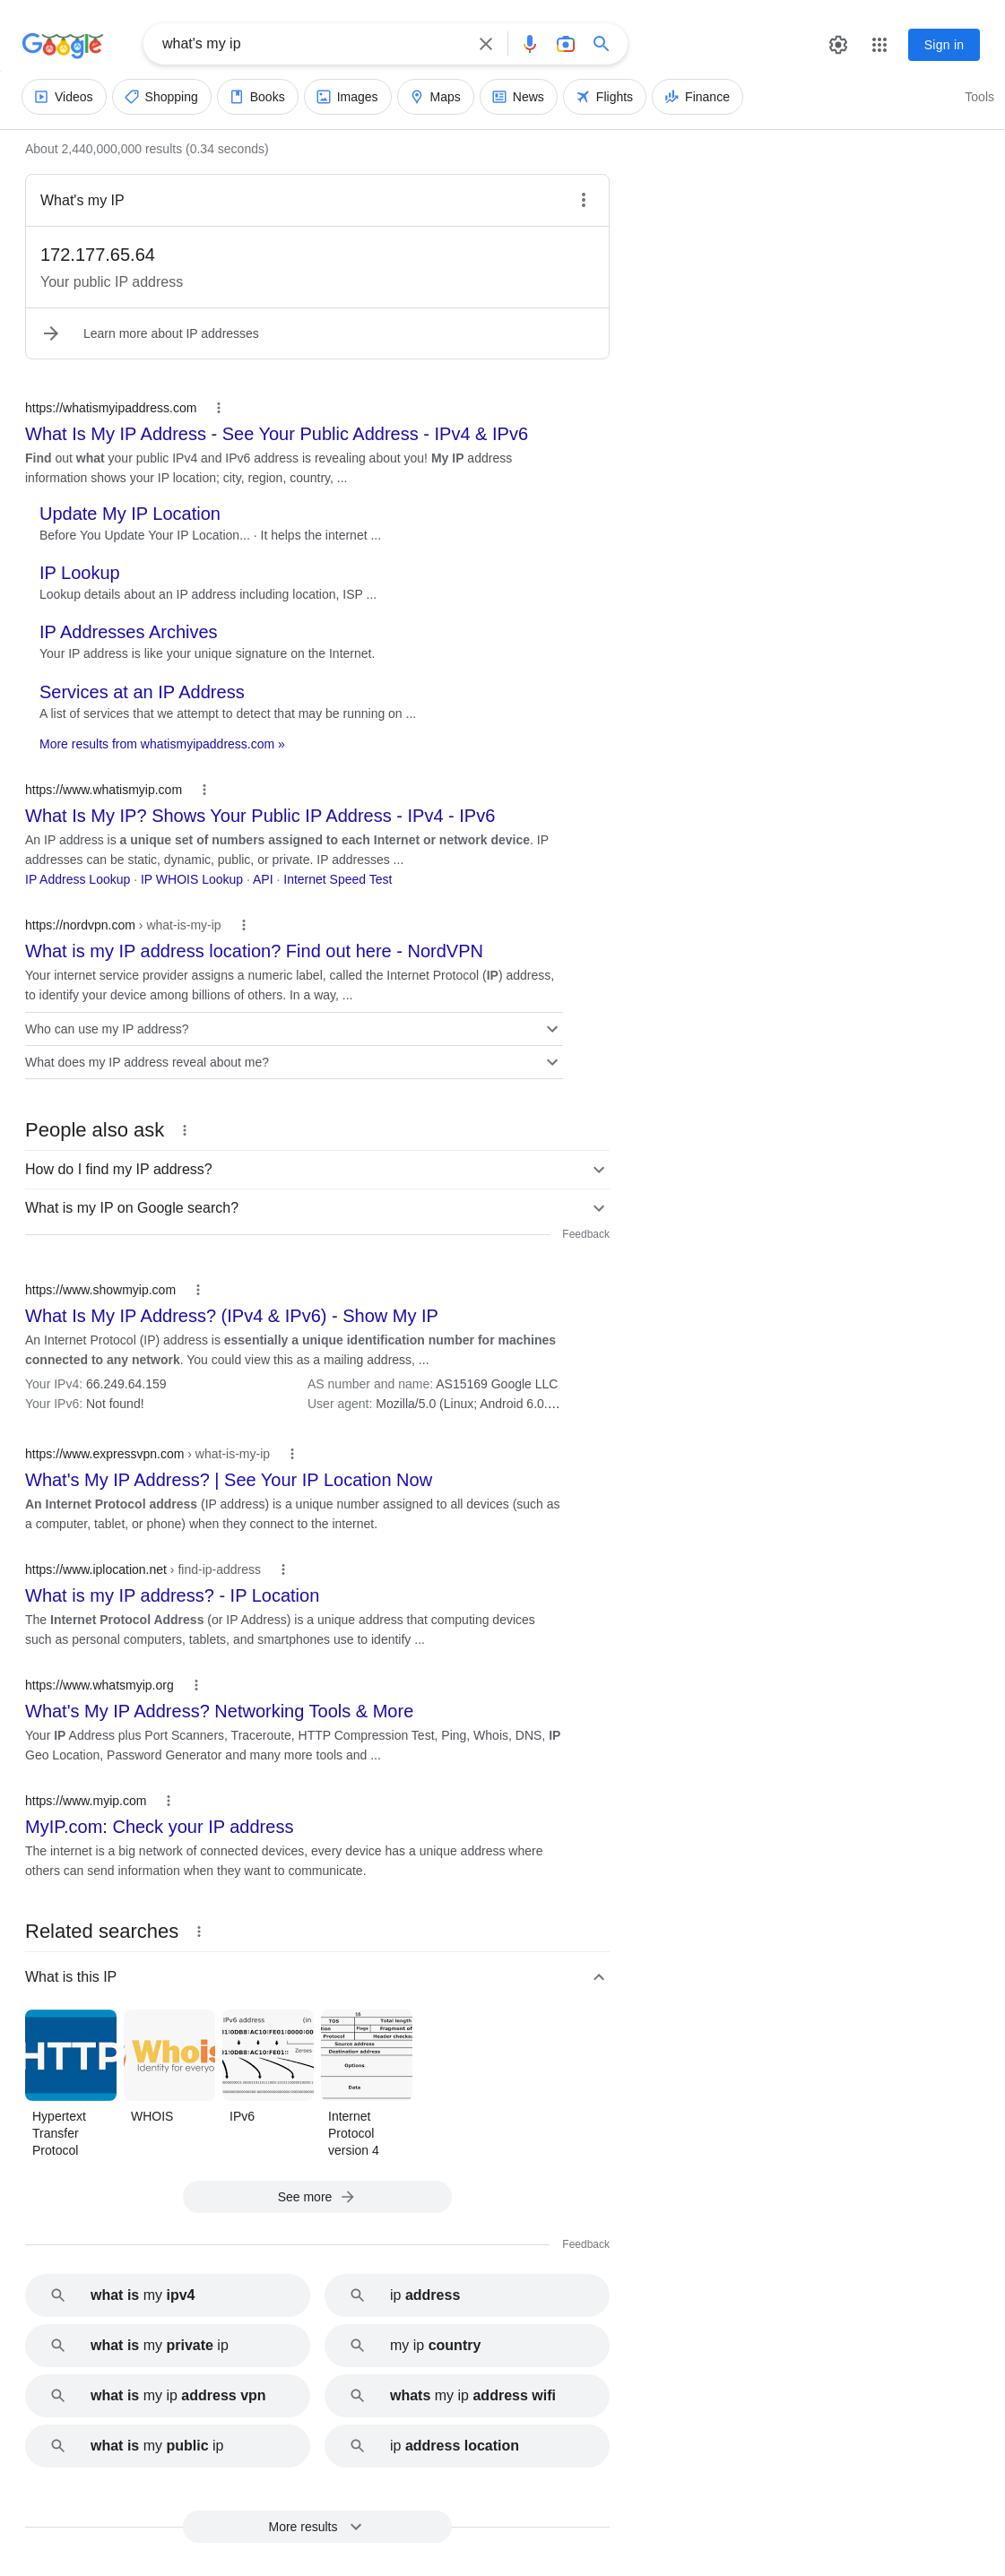 Google
what's my ip
Sign in
Videos
Shopping
Books
Images
Maps
News
Flights
Finance
Tools
About 2,440,000,000 results (0.34 seconds)
What's my IP
172.177.65.64
Your public IP address
Learn more about IP addresses
https://whatismyipaddress.com
What Is My IP Address - See Your Public Address - IPv4 & IPv6
Find out what your public IPv4 and IPv6 address is revealing about you! My IP address
information shows your IP location; city, region, country, ...
Update My IP Location
Before You Update Your IP Location... · It helps the internet ...
IP Lookup
Lookup details about an IP address including location, ISP ...
IP Addresses Archives
Your IP address is like your unique signature on the Internet.
Services at an IP Address
A list of services that we attempt to detect that may be running on ...
More results from whatismyipaddress.com »
https://www.whatismyip.com
What Is My IP? Shows Your Public IP Address - IPv4 - IPv6
An IP address is a unique set of numbers assigned to each Internet or network device. IP
addresses can be static, dynamic, public, or private. IP addresses ...
IP Address Lookup · IP WHOIS Lookup · API · Internet Speed Test
https://nordvpn.com › what-is-my-ip
What is my IP address location? Find out here - NordVPN
Your internet service provider assigns a numeric label, called the Internet Protocol (IP) address,
to identify your device among billions of others. In a way, ...
Who can use my IP address?
What does my IP address reveal about me?
People also ask
How do I find my IP address?
What is my IP on Google search?
Feedback
https://www.showmyip.com
What Is My IP Address? (IPv4 & IPv6) - Show My IP
An Internet Protocol (IP) address is essentially a unique identification number for machines
connected to any network. You could view this as a mailing address, ...
Your IPv4: 66.249.64.159
AS number and name: AS15169 Google LLC
Your IPv6: Not found!
User agent: Mozilla/5.0 (Linux; Android 6.0....
https://www.expressvpn.com › what-is-my-ip
What's My IP Address? | See Your IP Location Now
An Internet Protocol address (IP address) is a unique number assigned to all devices (such as
a computer, tablet, or phone) when they connect to the internet.
https://www.iplocation.net › find-ip-address
What is my IP address? - IP Location
The Internet Protocol Address (or IP Address) is a unique address that computing devices
such as personal computers, tablets, and smartphones use to identify ...
https://www.whatsmyip.org
What's My IP Address? Networking Tools & More
Your IP Address plus Port Scanners, Traceroute, HTTP Compression Test, Ping, Whois, DNS, IP
Geo Location, Password Generator and many more tools and ...
https://www.myip.com
MyIP.com: Check your IP address
The internet is a big network of connected devices, every device has a unique address where
others can send information when they want to communicate.
Related searches
What is this IP
HTTP
Whois
Identity for everyo
IPv6 address (in
Zeroes
16
TOS Total length
Flags Fragment of
Protocol Header checks
Source address
Destination address
Options
Data
Hypertext
Transfer
Protocol
WHOIS
IPv6
Internet
Protocol
version 4
See more
Feedback
what is my ipv4
ip address
what is my private ip
my ip country
what is my ip address vpn
whats my ip address wifi
what is my public ip
ip address location
More results